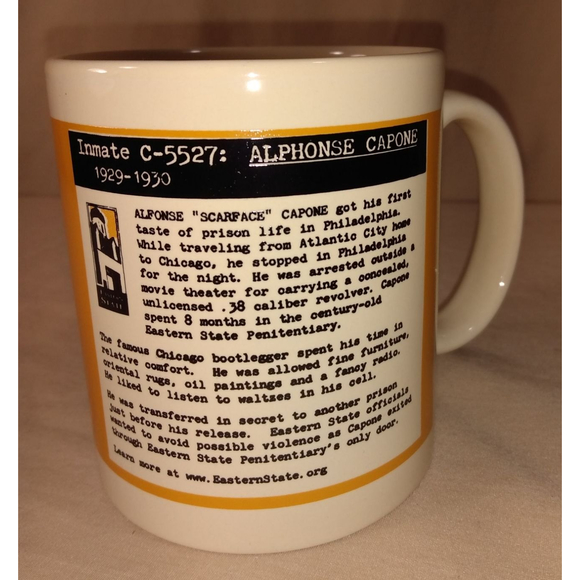 Inmate C-5527: ALPHONSE CAPONE
1929-1930
ALFONSE "SCARFACE" CAPONE got his first
taste of prison life in Philadelphia.
While traveling from Atlantic City home
to Chicago, he stopped in Philadelphia
for the night. He was arrested outside a
movie theater for carrying a concealed,
unlicensed .38 caliber revolver. Capone
spent 8 months in the century-old
Eastern State Penitentiary.
The famous Chicago bootlegger spent his time in
relative comfort. He was allowed fine furniture,
oriental rugs, oil paintings and a fancy radio.
He liked to listen to waltzes in his cell.
He was transferred in secret to another prison
just before his release. Eastern State officials
wanted to avoid possible violence as Capone exited
through Eastern State Penitentiary's only door.
Learn more at www.EasternState.org